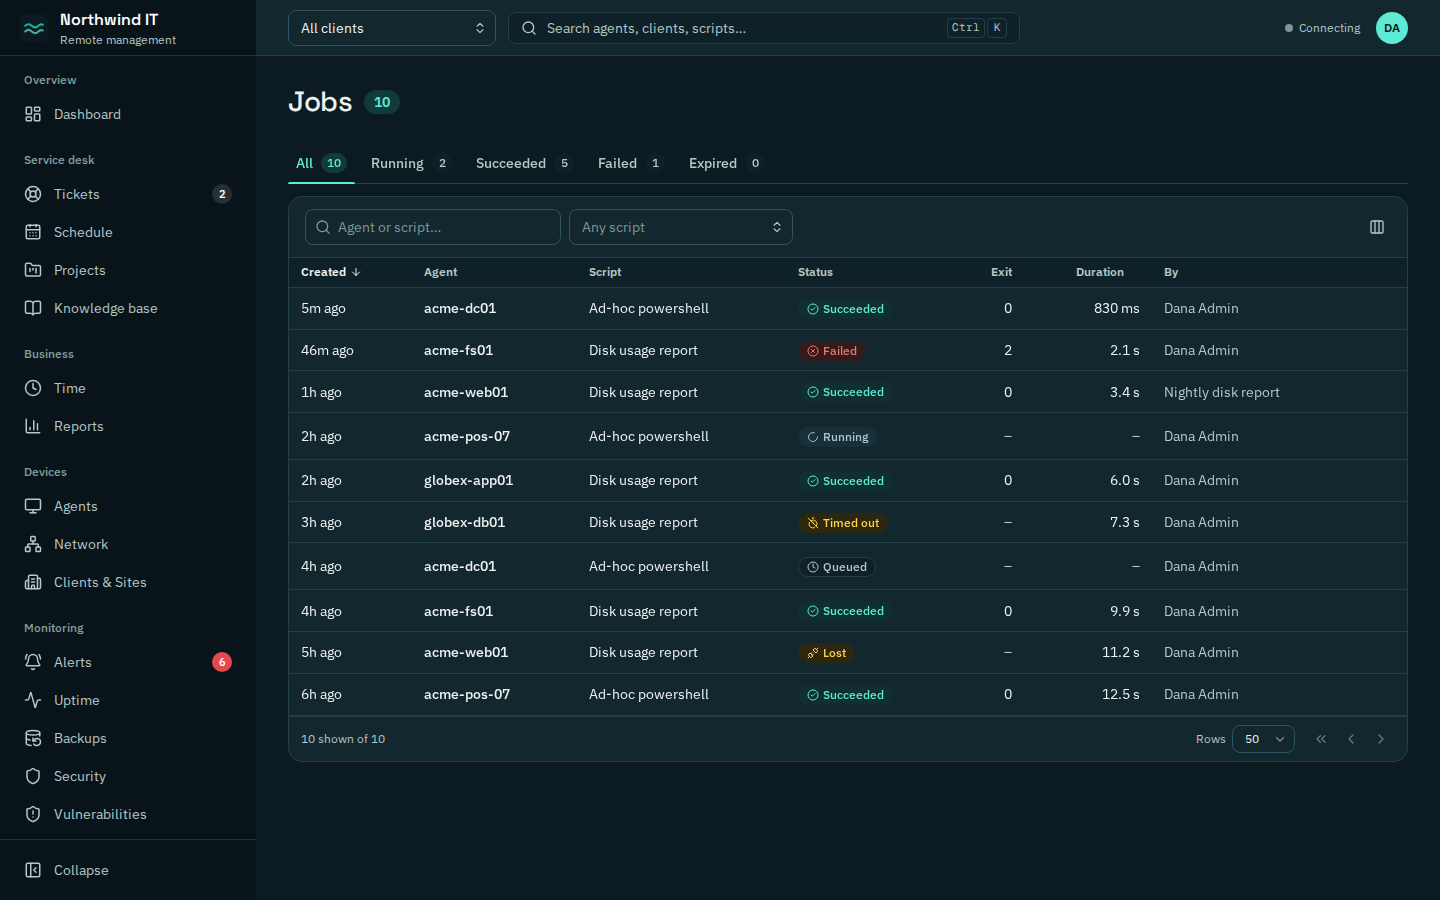 Northwind IT
Remote management
All clients
Search agents, clients, scripts...
Ctrl K
Connecting
DA
Overview
Dashboard
Service desk
Tickets 2
Schedule
Projects
Knowledge base
Business
Time
Reports
Devices
Agents
Network
Clients & Sites
Monitoring
Alerts 6
Uptime
Backups
Security
Vulnerabilities
Collapse
Jobs 10
All 10 Running 2 Succeeded 5 Failed 1 Expired 0
Agent or script... Any script
Created Agent Script Status Exit Duration By
5m ago acme-dc01 Ad-hoc powershell Succeeded 0 830 ms Dana Admin
46m ago acme-fs01 Disk usage report Failed 2 2.1 s Dana Admin
1h ago acme-web01 Disk usage report Succeeded 0 3.4 s Nightly disk report
2h ago acme-pos-07 Ad-hoc powershell Running – – Dana Admin
2h ago globex-app01 Disk usage report Succeeded 0 6.0 s Dana Admin
3h ago globex-db01 Disk usage report Timed out – 7.3 s Dana Admin
4h ago acme-dc01 Ad-hoc powershell Queued – – Dana Admin
4h ago acme-fs01 Disk usage report Succeeded 0 9.9 s Dana Admin
5h ago acme-web01 Disk usage report Lost – 11.2 s Dana Admin
6h ago acme-pos-07 Ad-hoc powershell Succeeded 0 12.5 s Dana Admin
10 shown of 10
Rows 50